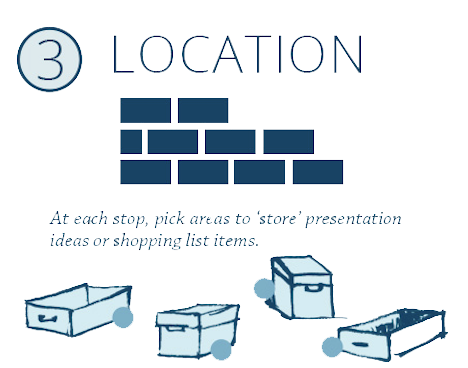 3 LOCATION
At each stop, pick areas to ‘store’ presentation
ideas or shopping list items.